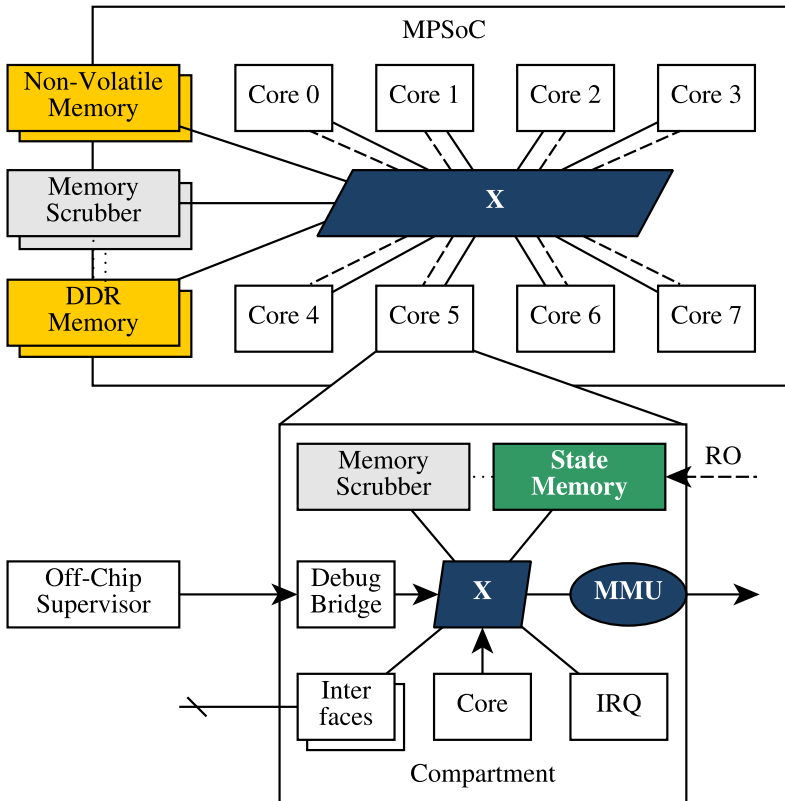 MPSoC
Non-Volatile
Memory
Core 0
Core 1
Core 2
Core 3
Memory
Scrubber
X
DDR
Memory
Core 4
Core 5
Core 6
Core 7
Memory
Scrubber
State
Memory
RO
Off-Chip
Supervisor
Debug
Bridge
X
MMU
Inter
faces
Core
IRQ
Compartment